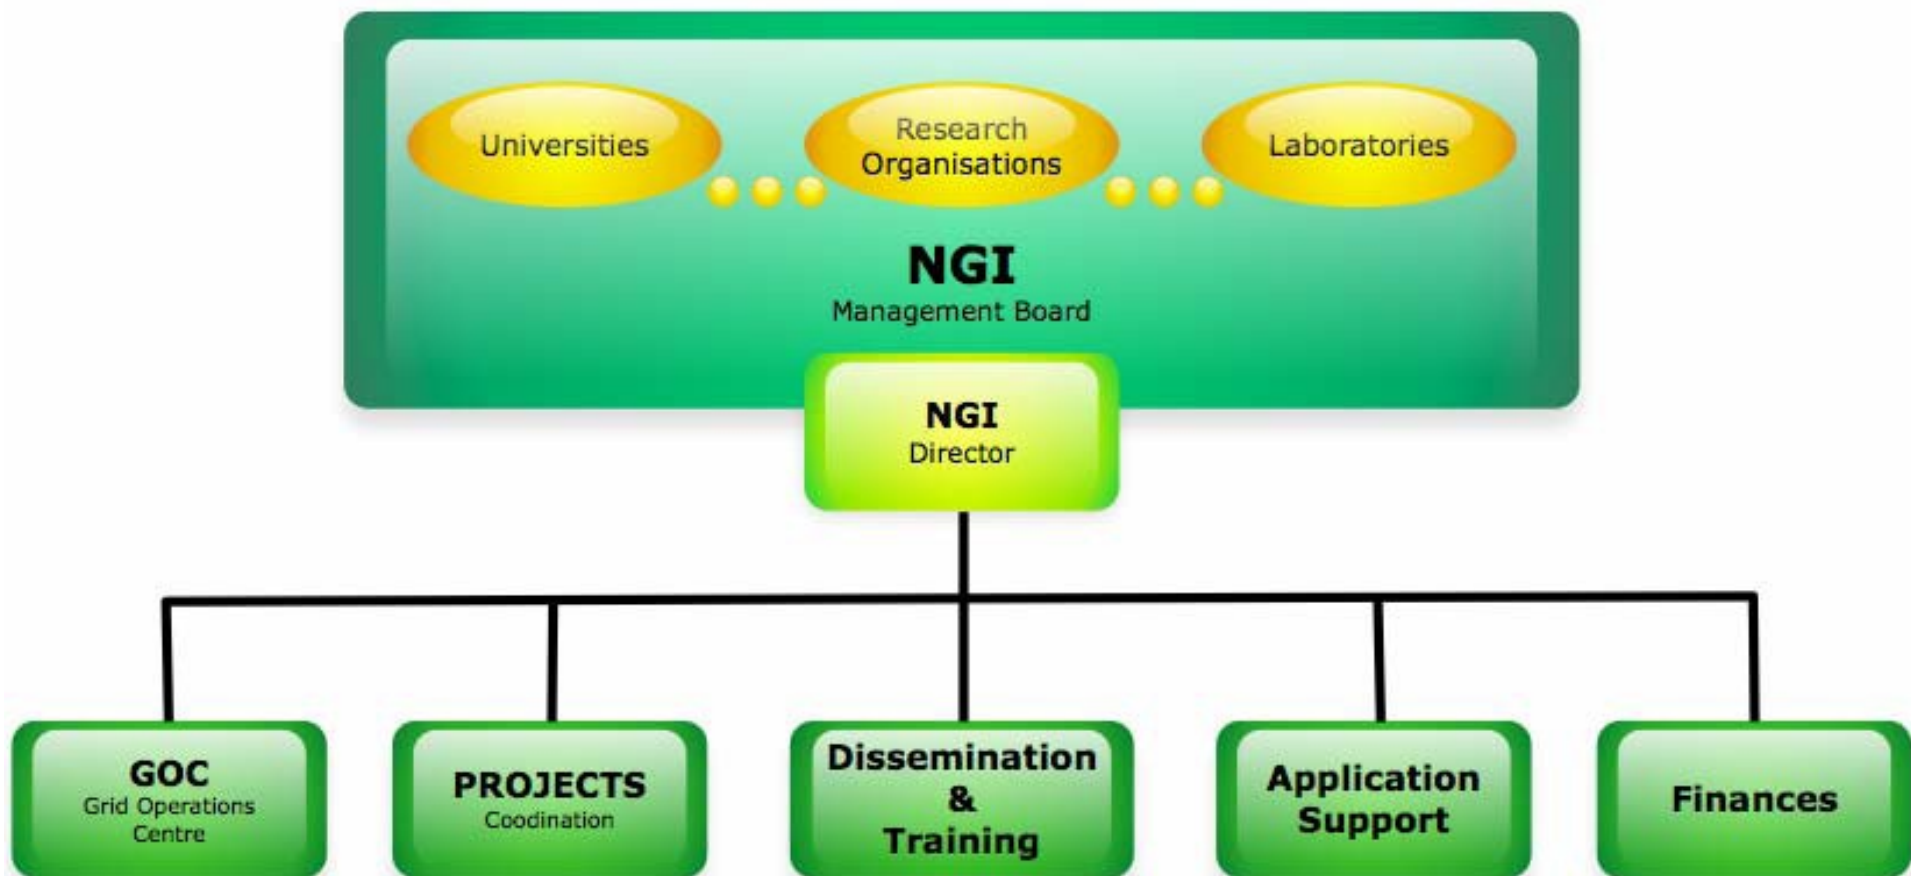 Universities
Research
Organisations
Laboratories
NGI
Management Board
NGI
Director
GOC
Grid Operations
Centre
PROJECTS
Coodination
Dissemination
&
Training
Application
Support
Finances